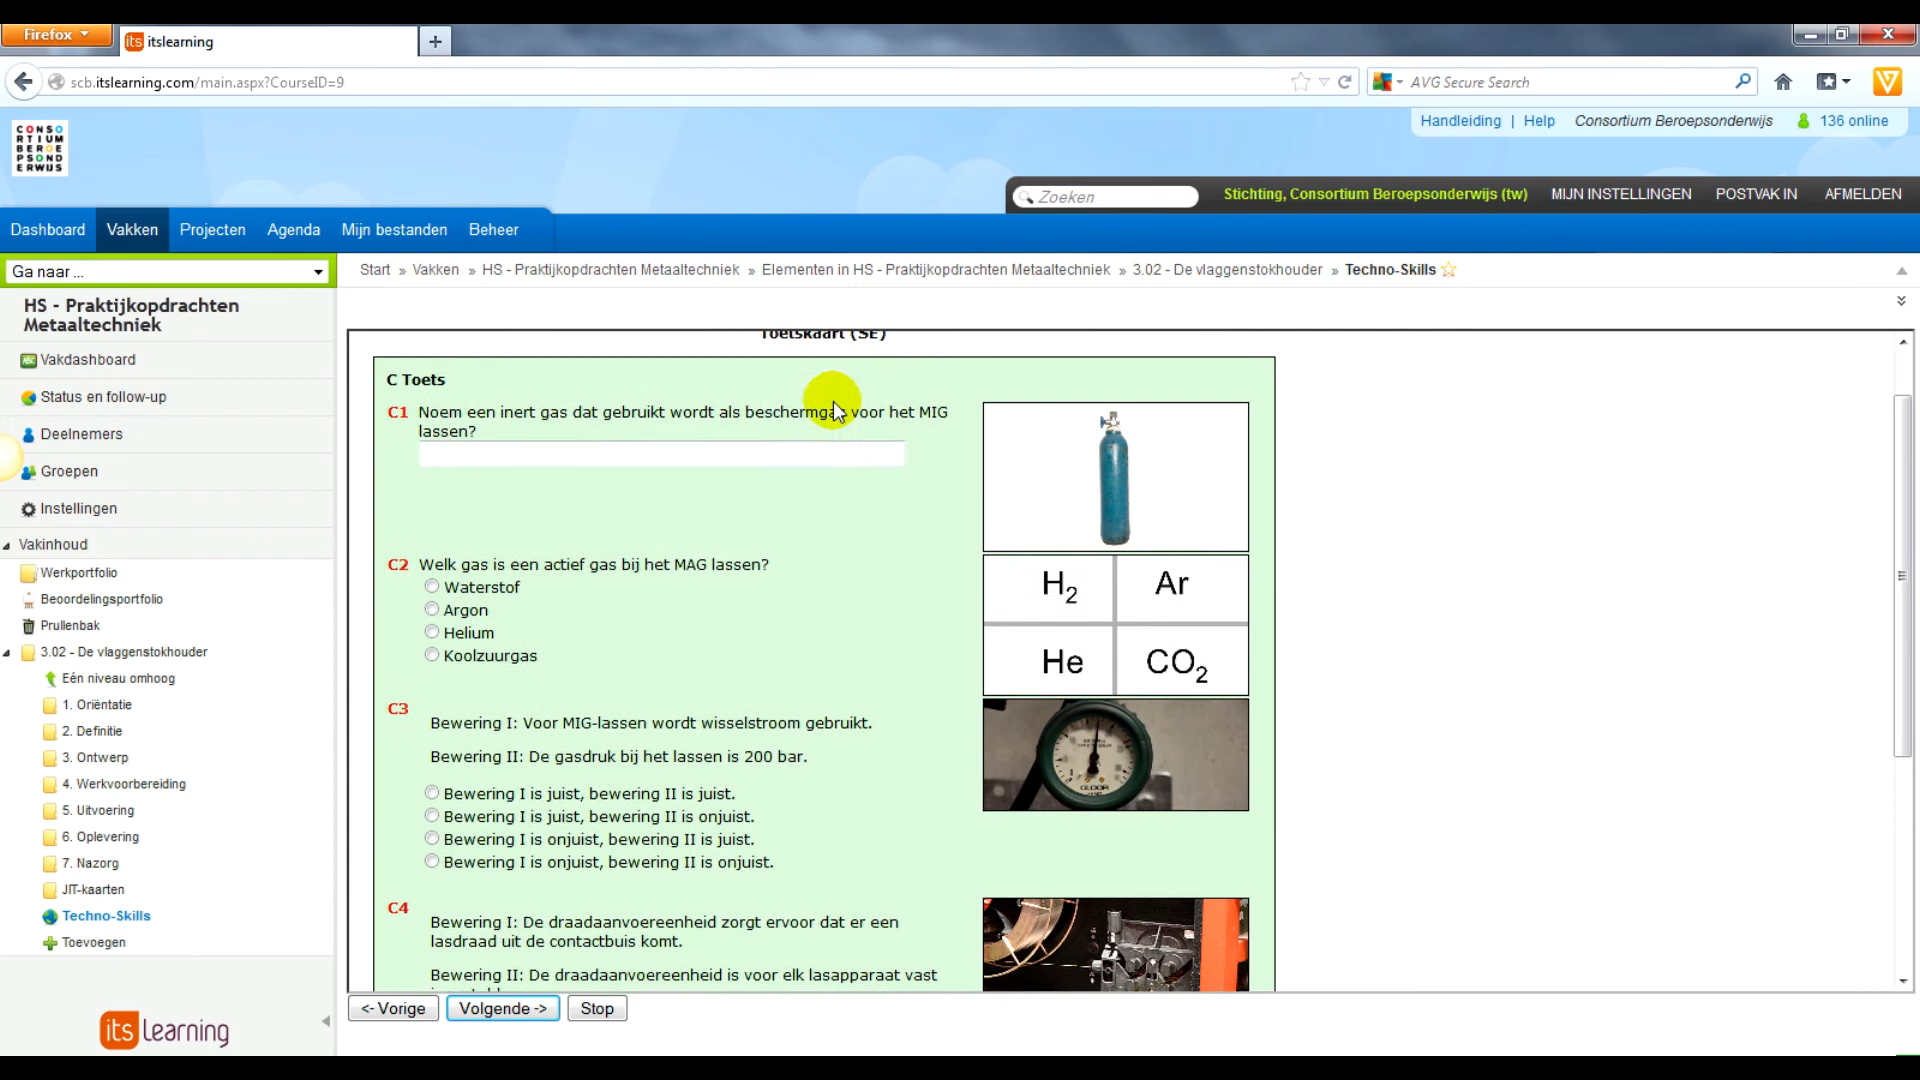 Firefox
itslearning
scb.itslearning.com/main.aspx?CourseID=9
AVG Secure Search
CONSO
RTIUM
BEROE
PSOND
ERWIJS
Handleiding | Help Consortium Beroepsonderwijs 136 online
Zoeken
Stichting, Consortium Beroepsonderwijs (tw) MIJN INSTELLINGEN POSTVAK IN AFMELDEN
Dashboard Vakken Projecten Agenda Mijn bestanden Beheer
Ga naar ...
Start » Vakken » HS - Praktijkopdrachten Metaaltechniek » Elementen in HS - Praktijkopdrachten Metaaltechniek » 3.02 - De vlaggenstokhouder » Techno-Skills
HS - Praktijkopdrachten
Metaaltechniek
Vakdashboard
Status en follow-up
Deelnemers
Groepen
Instellingen
Vakinhoud
Werkportfolio
Beoordelingsportfolio
Prullenbak
3.02 - De vlaggenstokhouder
Eén niveau omhoog
1. Oriëntatie
2. Definitie
3. Ontwerp
4. Werkvoorbereiding
5. Uitvoering
6. Oplevering
7. Nazorg
JIT-kaarten
Techno-Skills
Toevoegen
its learning
Toetskaart (SE)
C Toets
C1 Noem een inert gas dat gebruikt wordt als beschermgas voor het MIG
lassen?
C2 Welk gas is een actief gas bij het MAG lassen?
Waterstof
Argon
Helium
Koolzuurgas
H2 Ar
He CO2
C3
Bewering I: Voor MIG-lassen wordt wisselstroom gebruikt.
Bewering II: De gasdruk bij het lassen is 200 bar.
Bewering I is juist, bewering II is juist.
Bewering I is juist, bewering II is onjuist.
Bewering I is onjuist, bewering II is juist.
Bewering I is onjuist, bewering II is onjuist.
GLOOR
C4
Bewering I: De draadaanvoereenheid zorgt ervoor dat er een
lasdraad uit de contactbuis komt.
Bewering II: De draadaanvoereenheid is voor elk lasapparaat vast
<- Vorige Volgende -> Stop